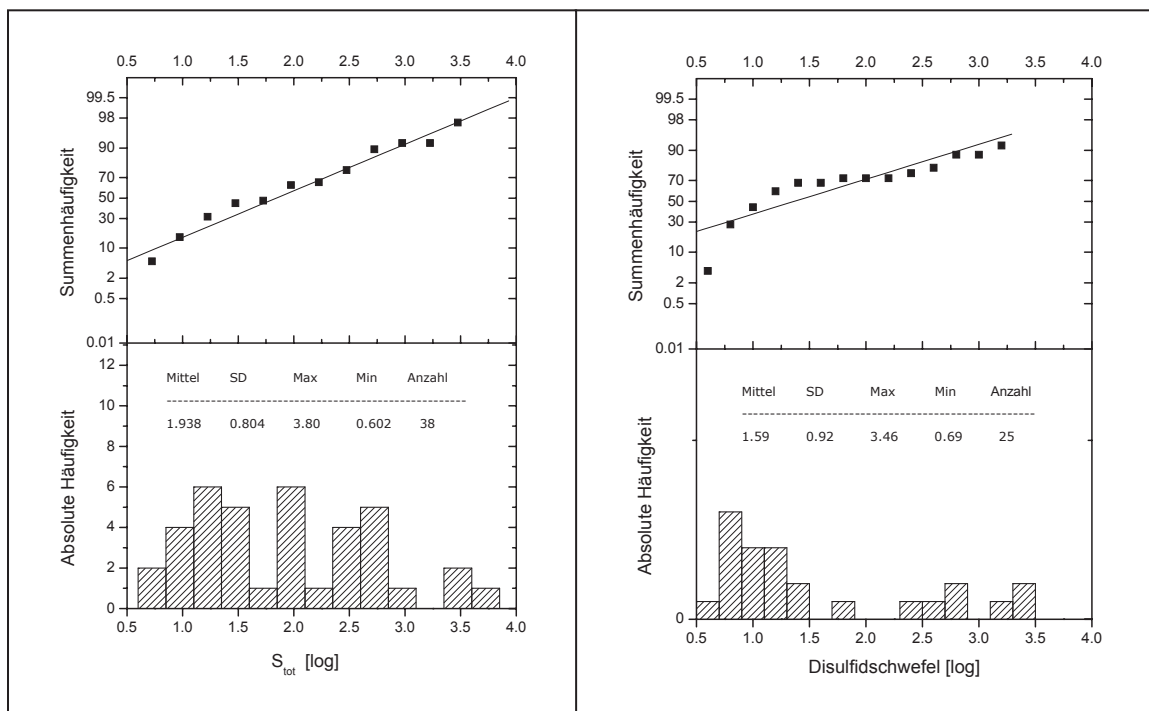 0.5 1.0 1.5 2.0 2.5 3.0 3.5 4.0
99.5
98
90
70
50
30
10
2
0.5
0.01
Summenhäufigkeit
12
10
8
6
4
2
0
Absolute Häufigkeit
Mittel SD Max Min Anzahl
1.938 0.804 3.80 0.602 38
0.5 1.0 1.5 2.0 2.5 3.0 3.5 4.0
S_tot [log]
0.5 1.0 1.5 2.0 2.5 3.0 3.5 4.0
99.5
98
90
70
50
30
10
2
0.5
0.01
Summenhäufigkeit
0
Absolute Häufigkeit
Mittel SD Max Min Anzahl
1.59 0.92 3.46 0.69 25
0.5 1.0 1.5 2.0 2.5 3.0 3.5 4.0
Disulfidschwefel [log]